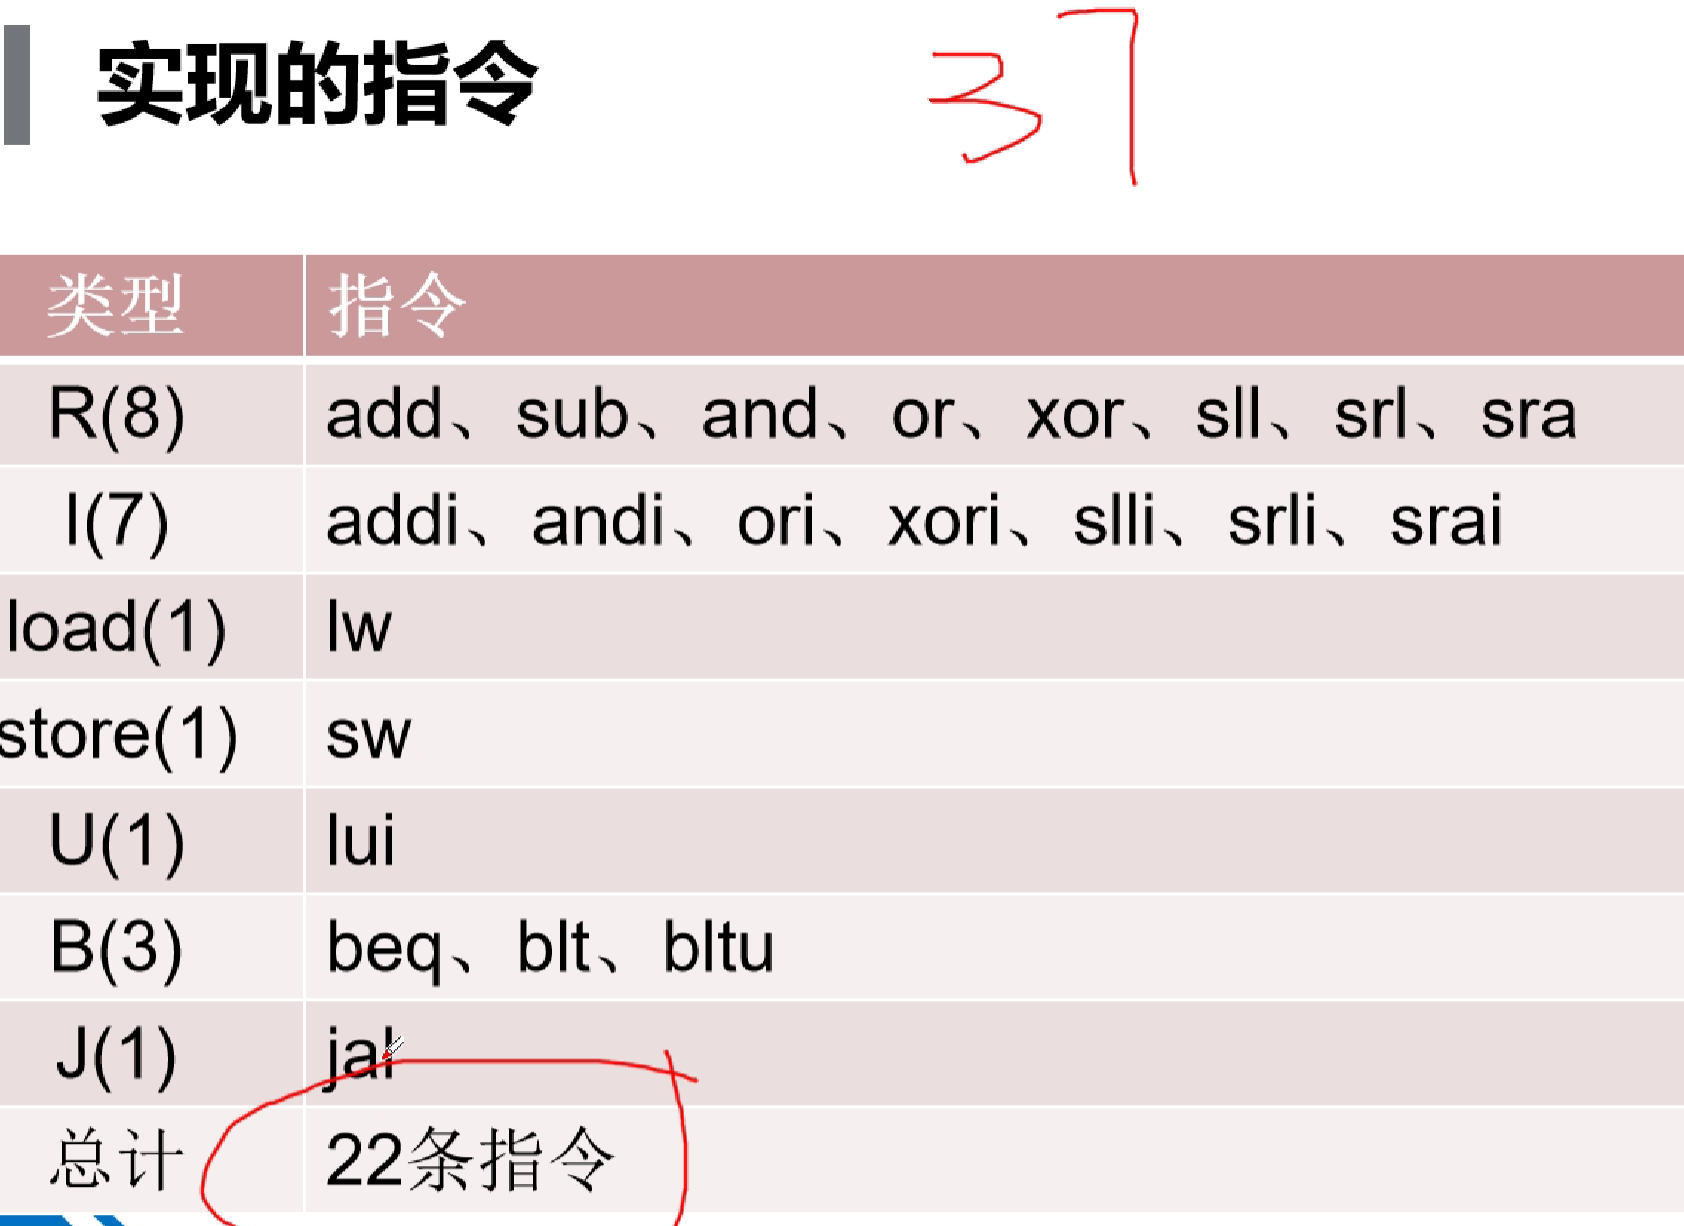 实现的指令
37
类型 指令
R(8) add、sub、and、or、xor、sll、srl、sra
I(7) addi、andi、ori、xori、slli、srli、srai
load(1) lw
store(1) sw
U(1) lui
B(3) beq、blt、bltu
J(1) jal
总计 22条指令